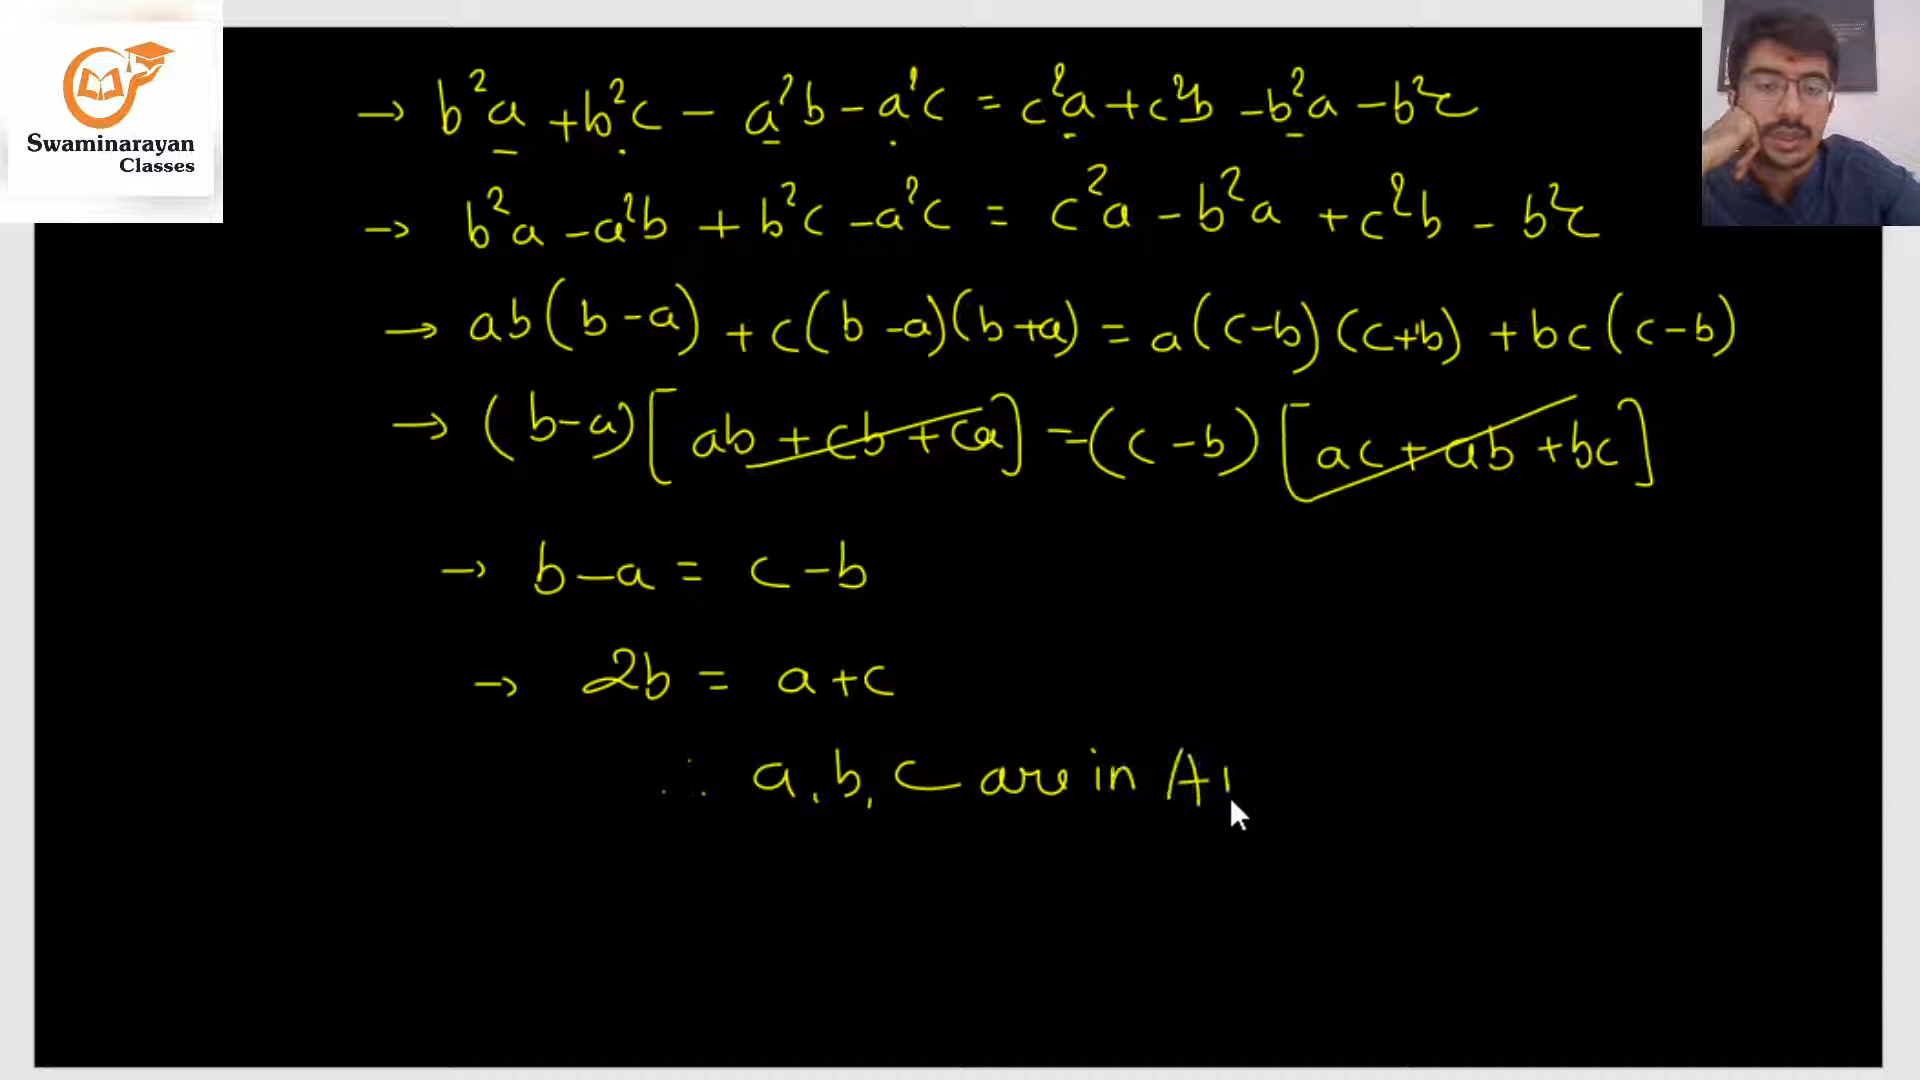 Swaminarayan
Classes
→ b²a + b²c - a²b - a²c = c²a + c²b - b²a - b²c
→ b²a - a²b + b²c - a²c = c²a - b²a + c²b - b²c
→ ab(b-a) + c(b-a)(b+a) = a(c-b)(c+b) + bc(c-b)
→ (b-a)[ab + cb + ca] = (c-b)[ac + ab + bc]
→ b-a = c-b
→ 2b = a+c
∴ a, b, c are in A